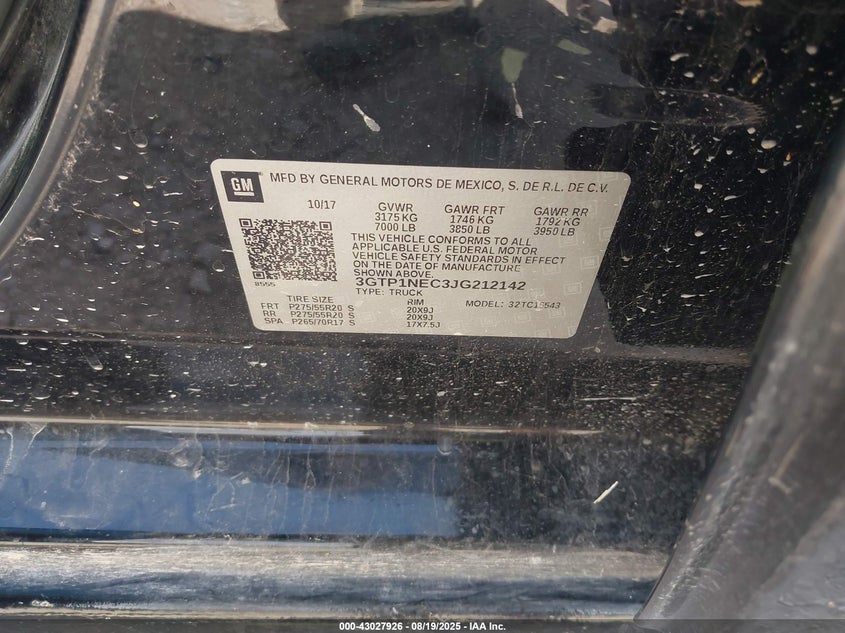 GM
MFD BY GENERAL MOTORS DE MEXICO, S. DE R.L. DE C.V.
10/17 GVWR GAWR FRT GAWR RR
3175 KG 1746 KG 1792 KG
7000 LB 3850 LB 3950 LB
THIS VEHICLE CONFORMS TO ALL
APPLICABLE U.S. FEDERAL MOTOR
VEHICLE SAFETY STANDARDS IN EFFECT
ON THE DATE OF MANUFACTURE
SHOWN ABOVE.
8555
3GTP1NEC3JG212142
TYPE: TRUCK
TIRE SIZE RIM MODEL: 32TC15543
FRT P275/55R20 S 20X9J
RR P275/55R20 S 20X9J
SPA P265/70R17 S 17X7.5J
000-43027926 - 08/19/2025 - IAA Inc.